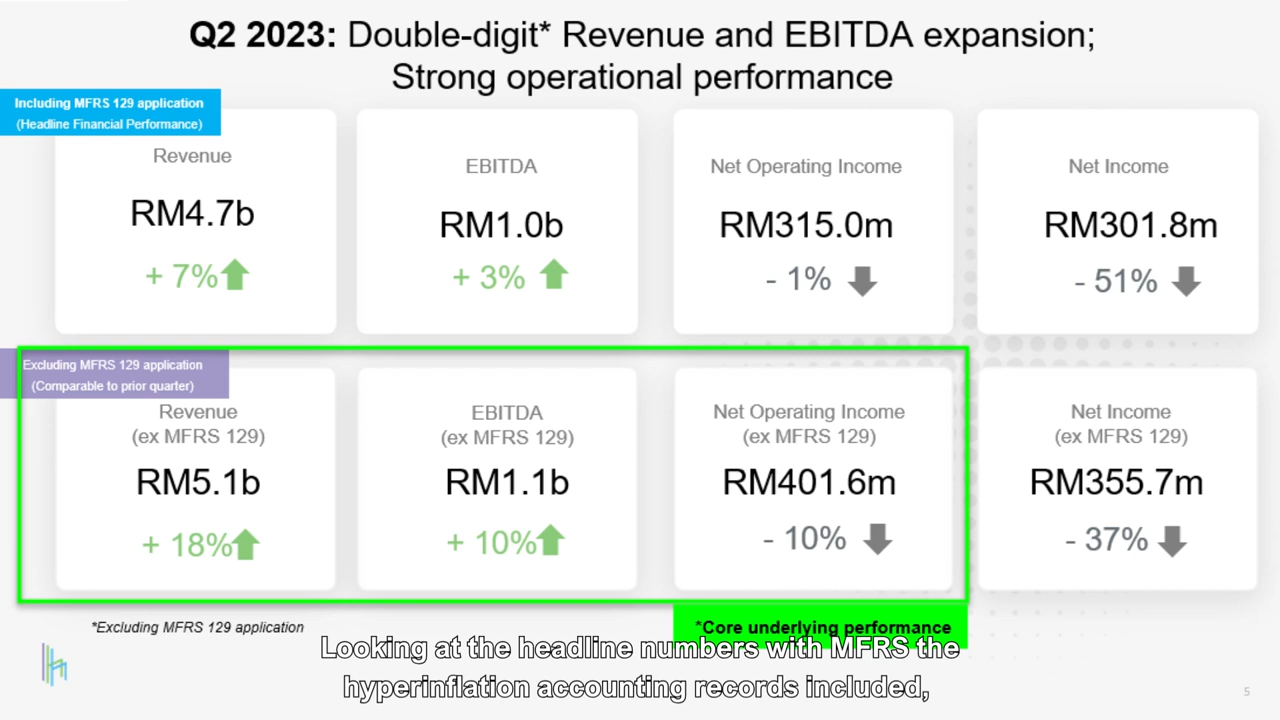 Q2 2023: Double-digit* Revenue and EBITDA expansion;
Strong operational performance
Including MFRS 129 application
(Headline Financial Performance)
Revenue
RM4.7b
+ 7%
EBITDA
RM1.0b
+ 3%
Net Operating Income
RM315.0m
- 1%
Net Income
RM301.8m
- 51%
Excluding MFRS 129 application
(Comparable to prior quarter)
Revenue
(ex MFRS 129)
RM5.1b
+ 18%
EBITDA
(ex MFRS 129)
RM1.1b
+ 10%
Net Operating Income
(ex MFRS 129)
RM401.6m
- 10%
Net Income
(ex MFRS 129)
RM355.7m
- 37%
*Excluding MFRS 129 application
*Core underlying performance
Looking at the headline numbers with MFRS the
hyperinflation accounting records included,
5